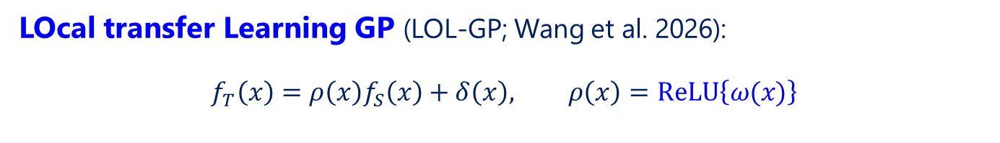 LOcal transfer Learning GP (LOL-GP; Wang et al. 2026):
f_T(x) = ρ(x)f_S(x) + δ(x), ρ(x) = ReLU{ω(x)}